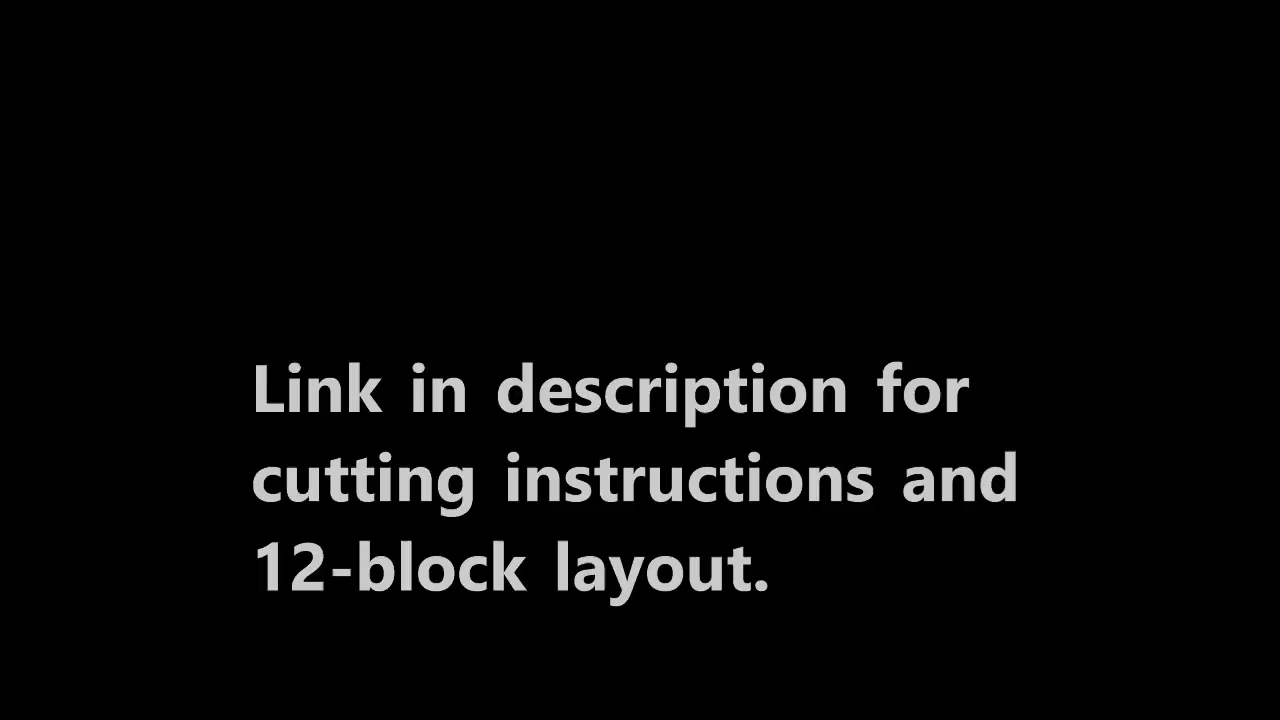 Link in description for
cutting instructions and
12-block layout.